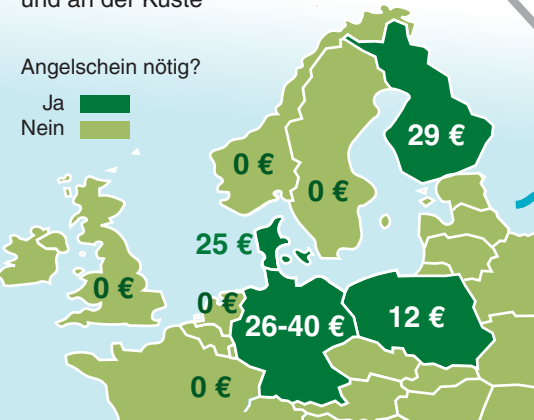 und an der Küste
Angelschein nötig?
Ja
Nein
29 €
0 €
0 €
25 €
0 €
0 €
26-40 €
12 €
0 €